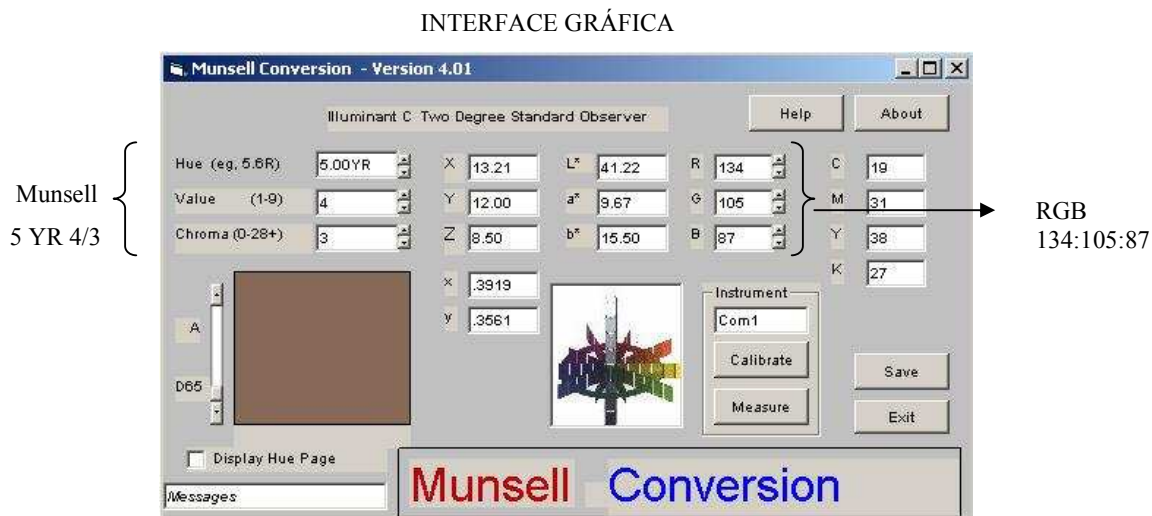 INTERFACE GRÁFICA
Munsell Conversion - Version 4.01
Illuminant C Two Degree Standard Observer
Help
About
Munsell
5 YR 4/3
Hue (eg, 5.6R) 5.00YR
Value (1-9) 4
Chroma (0-28+) 3
X 13.21
Y 12.00
Z 8.50
x .3919
y .3561
L* 41.22
a* 9.67
b* 15.50
R 134
G 105
B 87
C 19
M 31
Y 38
K 27
RGB
134:105:87
A
D65
Instrument
Com1
Calibrate
Measure
Save
Exit
Display Hue Page
Messages
Munsell Conversion